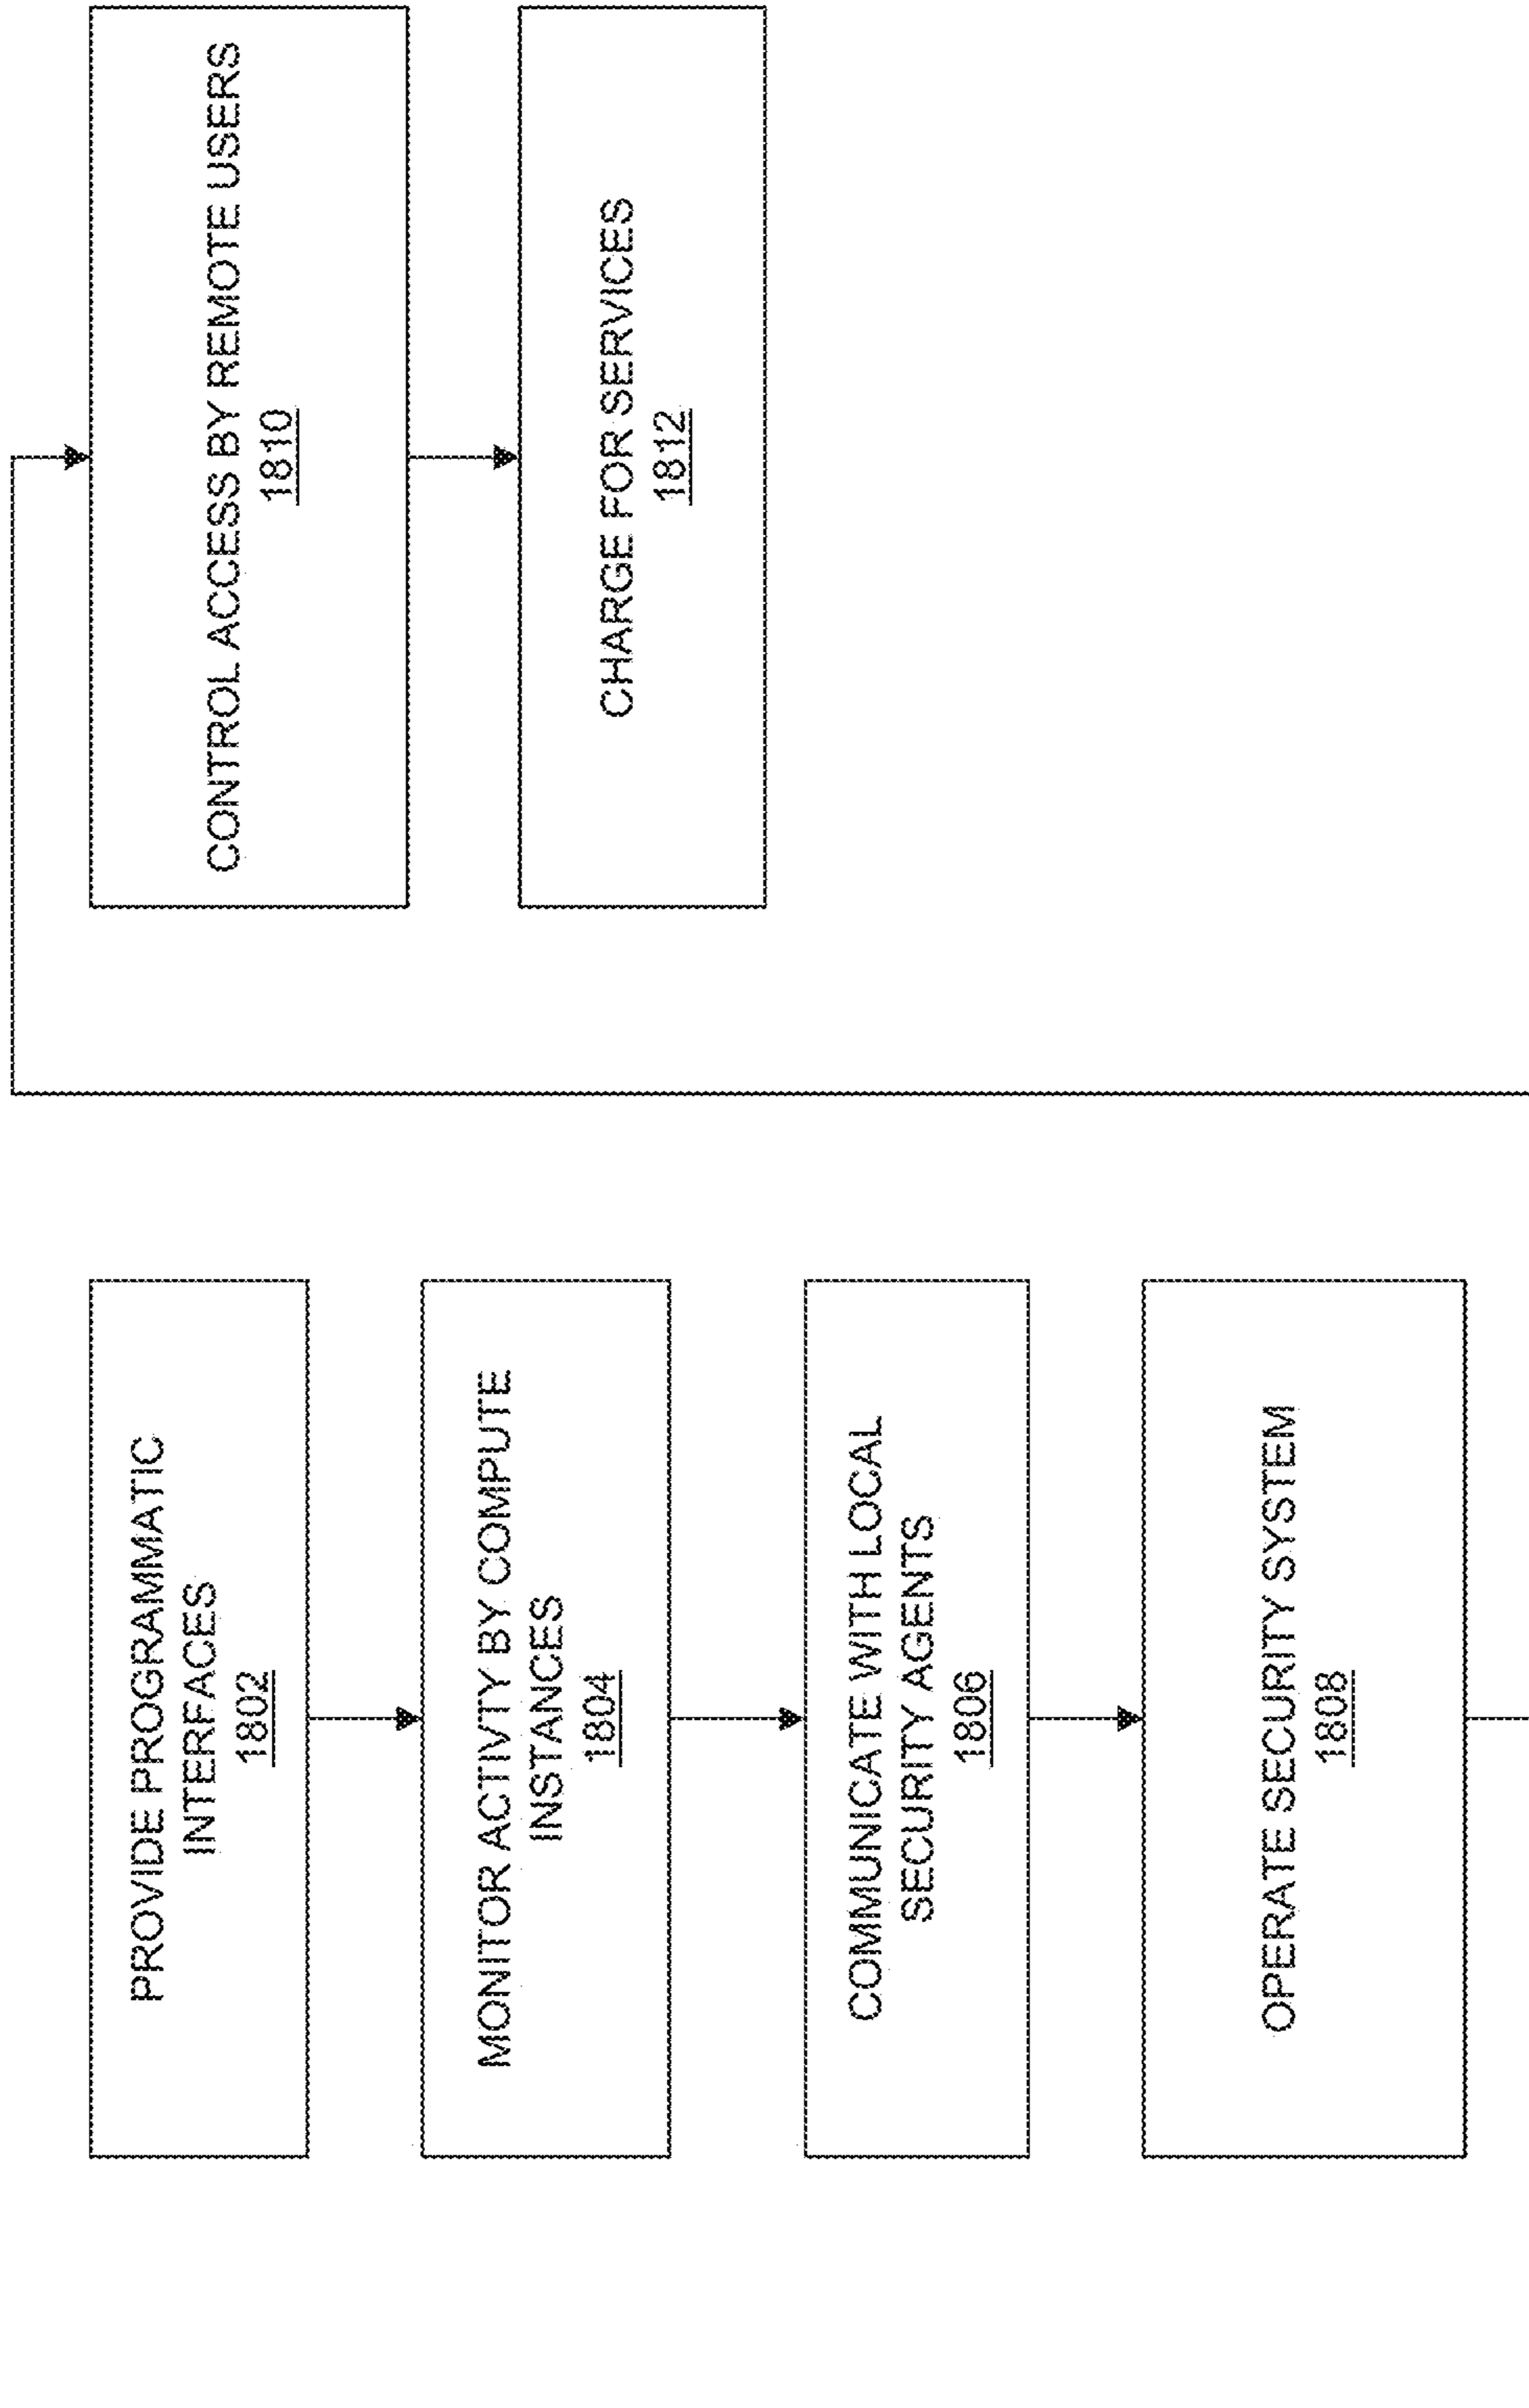 PROVIDE PROGRAMMATIC
INTERFACES
1802
MONITOR ACTIVTY BY COMPUTE
INSTANCES
1804
COMMUNICATE WITH LOCAL
SECURITY AGENTS
1806
OPERATE SECURITY SYSTEM
1808
CONTROL ACCESS BY REMOTE USERS
1810
CHARGE FOR SERVICES
1812